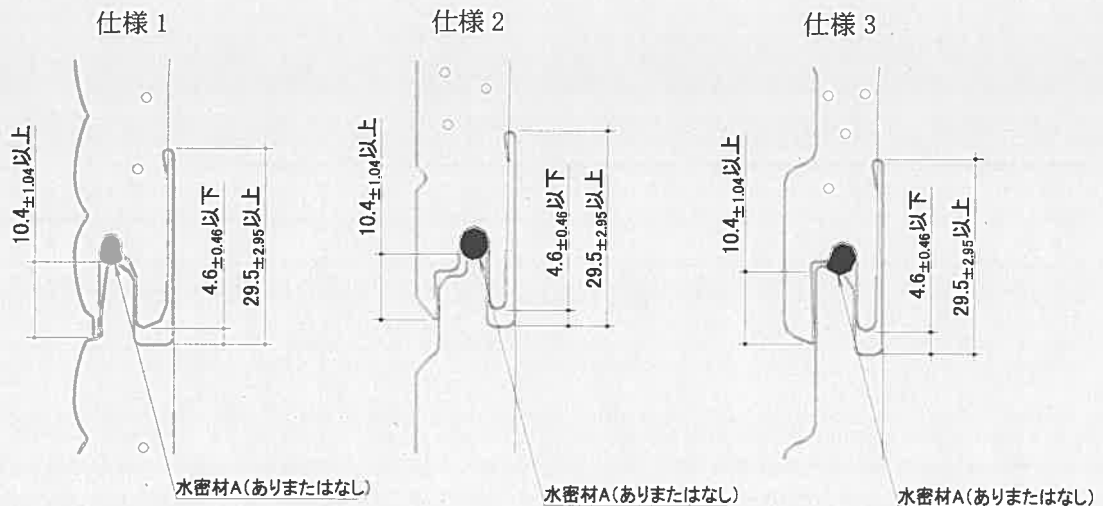 仕様1
10.4±1.04以上
4.6±0.46以下
29.5±2.95以上
水密材A(ありまたはなし)
仕様2
10.4±1.04以上
4.6±0.46以下
29.5±2.95以上
水密材A(ありまたはなし)
仕様3
10.4±1.04以上
4.6±0.46以下
29.5±2.95以上
水密材A(ありまたはなし)